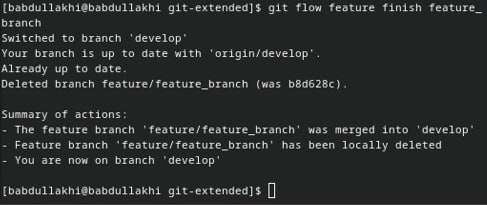 [babdullakhi@babdullakhi git-extended]$ git flow feature finish feature_
branch
Switched to branch 'develop'
Your branch is up to date with 'origin/develop'.
Already up to date.
Deleted branch feature/feature_branch (was b8d628c).

Summary of actions:
- The feature branch 'feature/feature_branch' was merged into 'develop'
- Feature branch 'feature/feature_branch' has been locally deleted
- You are now on branch 'develop'

[babdullakhi@babdullakhi git-extended]$